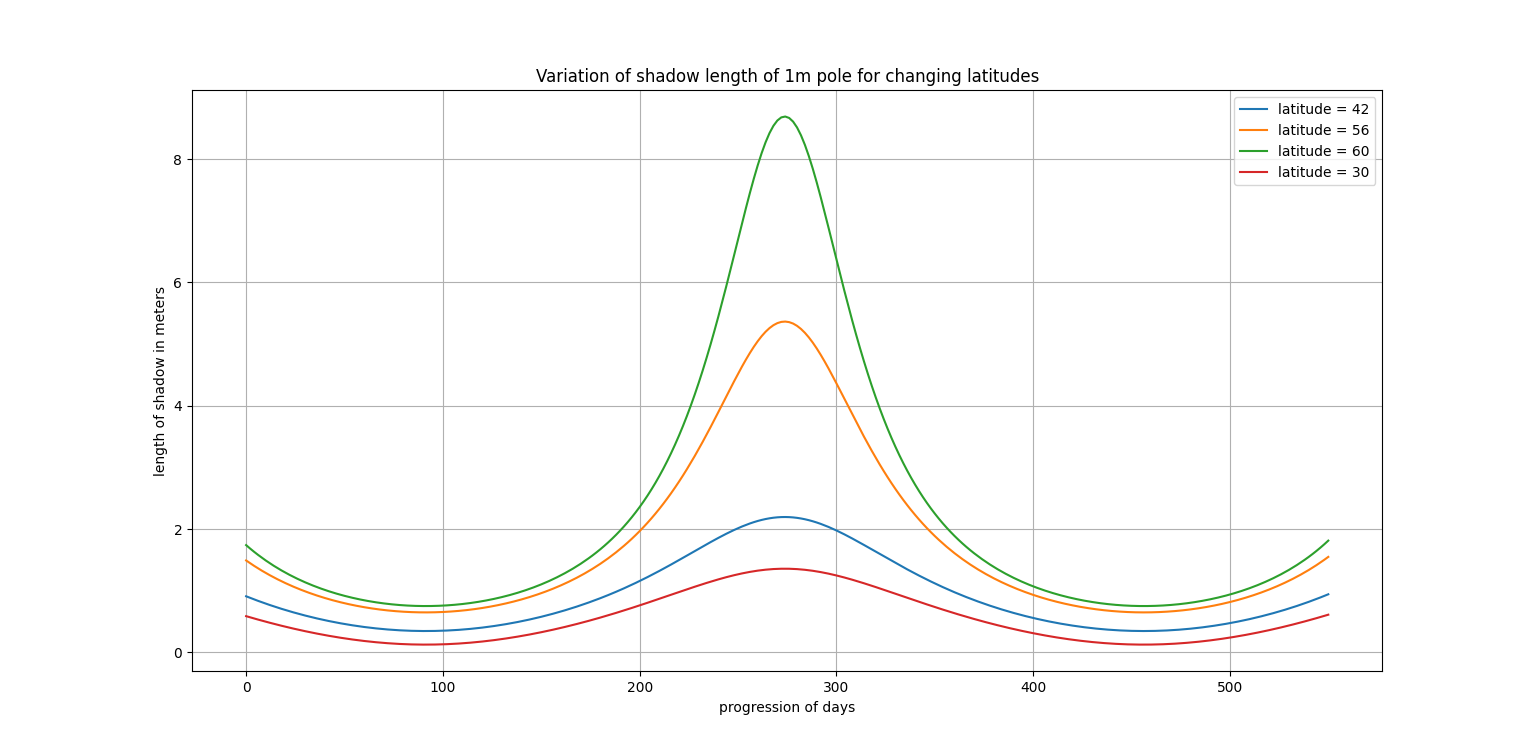 Variation of shadow length of 1m pole for changing latitudes
latitude = 42
latitude = 56
latitude = 60
latitude = 30
length of shadow in meters
8
6
4
2
0
0 100 200 300 400 500
progression of days